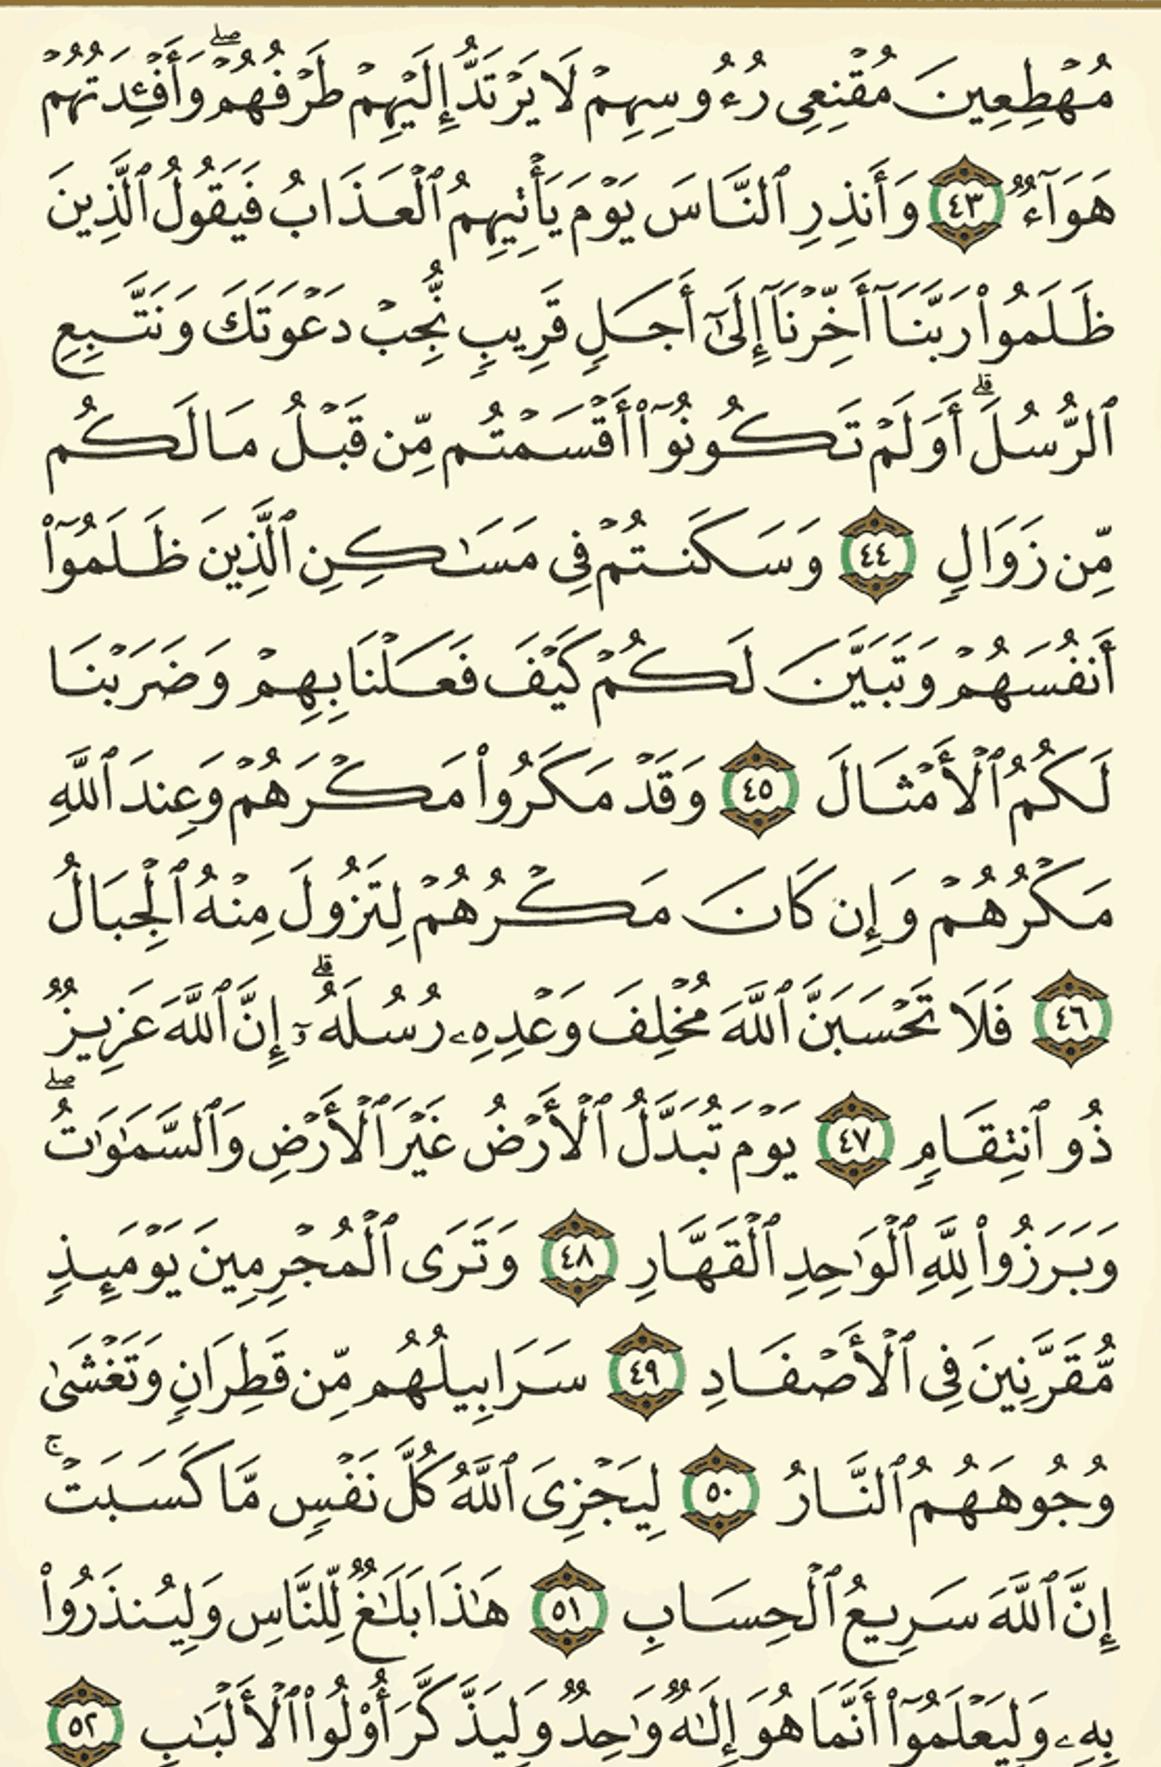 مُهْطِعِينَ مُقْنِعِى رُءُوسِهِمْ لَا يَرْتَدُّ إِلَيْهِمْ طَرْفُهُمْ ۖ وَأَفْـِٔدَتُهُمْ
هَوَآءٌ ٤٣ وَأَنذِرِ ٱلنَّاسَ يَوْمَ يَأْتِيهِمُ ٱلْعَذَابُ فَيَقُولُ ٱلَّذِينَ
ظَلَمُوا۟ رَبَّنَآ أَخِّرْنَآ إِلَىٰٓ أَجَلٍ قَرِيبٍ نُّجِبْ دَعْوَتَكَ وَنَتَّبِعِ
ٱلرُّسُلَ ۗ أَوَلَمْ تَكُونُوٓا۟ أَقْسَمْتُم مِّن قَبْلُ مَا لَكُم
مِّن زَوَالٍ ٤٤ وَسَكَنتُمْ فِى مَسَـٰكِنِ ٱلَّذِينَ ظَلَمُوٓا۟
أَنفُسَهُمْ وَتَبَيَّنَ لَكُمْ كَيْفَ فَعَلْنَا بِهِمْ وَضَرَبْنَا
لَكُمُ ٱلْأَمْثَالَ ٤٥ وَقَدْ مَكَرُوا۟ مَكْرَهُمْ وَعِندَ ٱللَّهِ
مَكْرُهُمْ وَإِن كَانَ مَكْرُهُمْ لِتَزُولَ مِنْهُ ٱلْجِبَالُ
٤٦ فَلَا تَحْسَبَنَّ ٱللَّهَ مُخْلِفَ وَعْدِهِۦ رُسُلَهُۥٓ ۗ إِنَّ ٱللَّهَ عَزِيزٌ
ذُو ٱنتِقَامٍ ٤٧ يَوْمَ تُبَدَّلُ ٱلْأَرْضُ غَيْرَ ٱلْأَرْضِ وَٱلسَّمَـٰوَٰتُ ۖ
وَبَرَزُوا۟ لِلَّهِ ٱلْوَٰحِدِ ٱلْقَهَّارِ ٤٨ وَتَرَى ٱلْمُجْرِمِينَ يَوْمَئِذٍ
مُّقَرَّنِينَ فِى ٱلْأَصْفَادِ ٤٩ سَرَابِيلُهُم مِّن قَطِرَانٍ وَتَغْشَىٰ
وُجُوهَهُمُ ٱلنَّارُ ٥٠ لِيَجْزِىَ ٱللَّهُ كُلَّ نَفْسٍ مَّا كَسَبَتْ ۚ
إِنَّ ٱللَّهَ سَرِيعُ ٱلْحِسَابِ ٥١ هَـٰذَا بَلَـٰغٌ لِّلنَّاسِ وَلِيُنذَرُوا۟
بِهِۦ وَلِيَعْلَمُوٓا۟ أَنَّمَا هُوَ إِلَـٰهٌ وَٰحِدٌ وَلِيَذَّكَّرَ أُو۟لُوا۟ ٱلْأَلْبَـٰبِ ٥٢